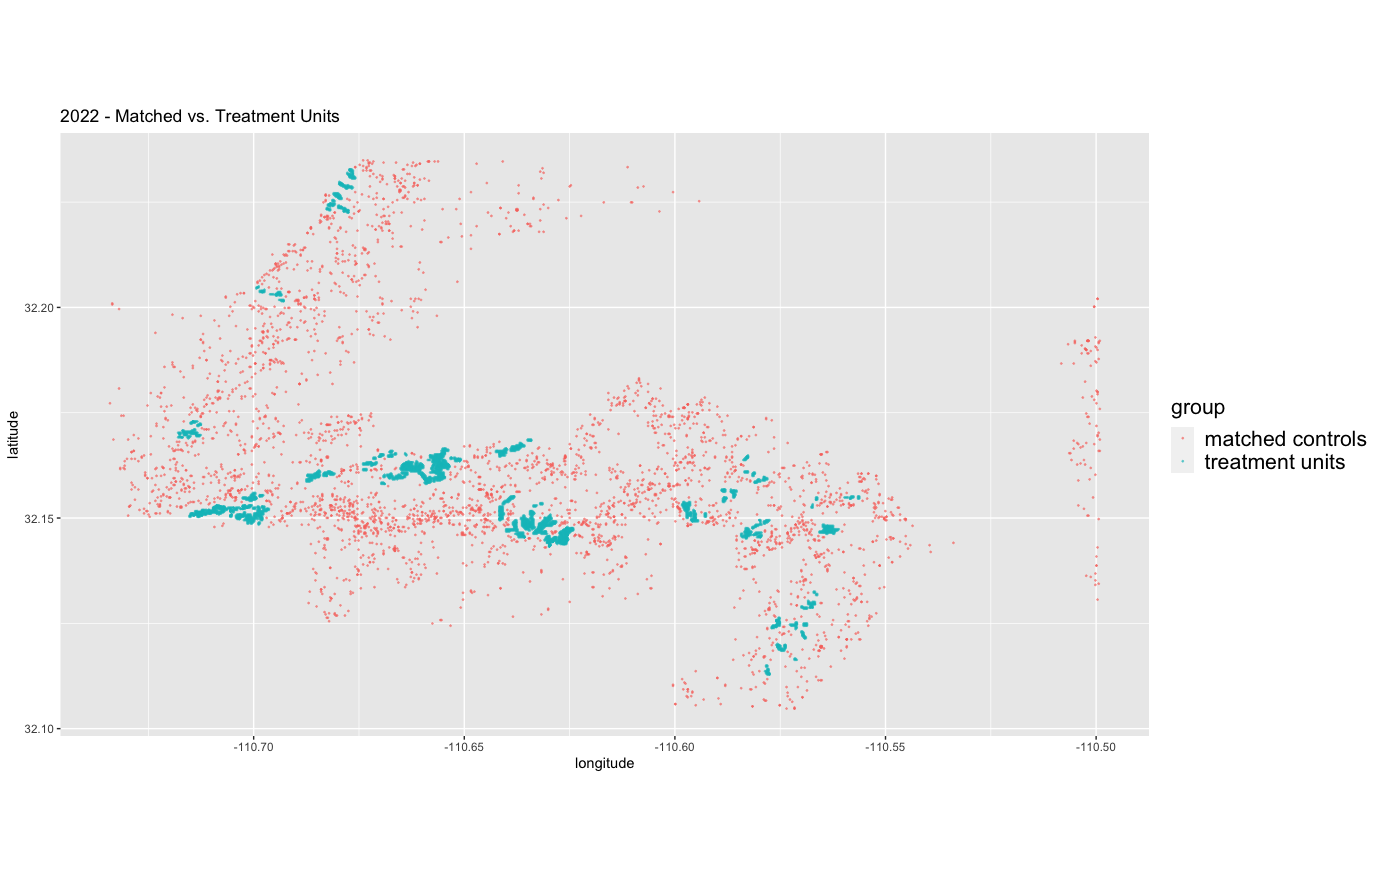 2022 - Matched vs. Treatment Units
32.20
32.15
32.10
latitude
-110.70
-110.65
-110.60
-110.55
-110.50
longitude
group
matched controls
treatment units